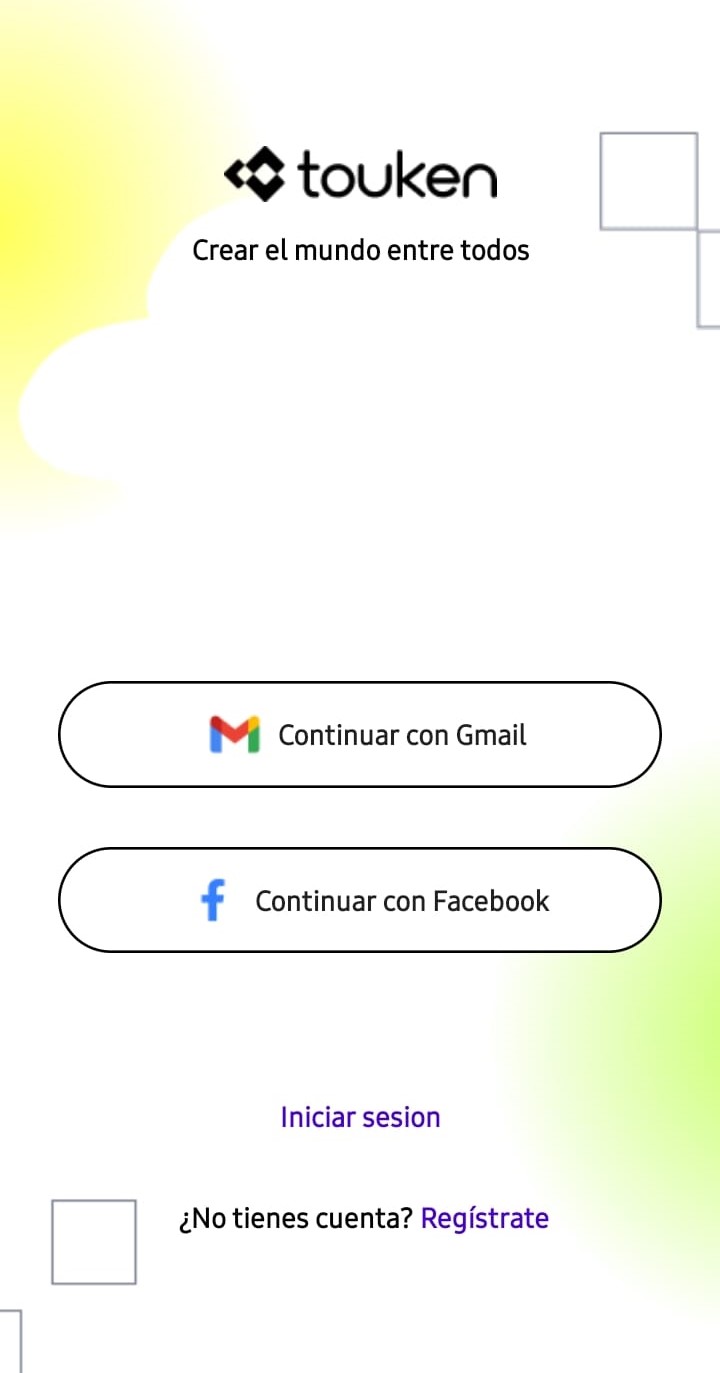 touken
Crear el mundo entre todos
Continuar con Gmail
Continuar con Facebook
Iniciar sesion
¿No tienes cuenta? Regístrate